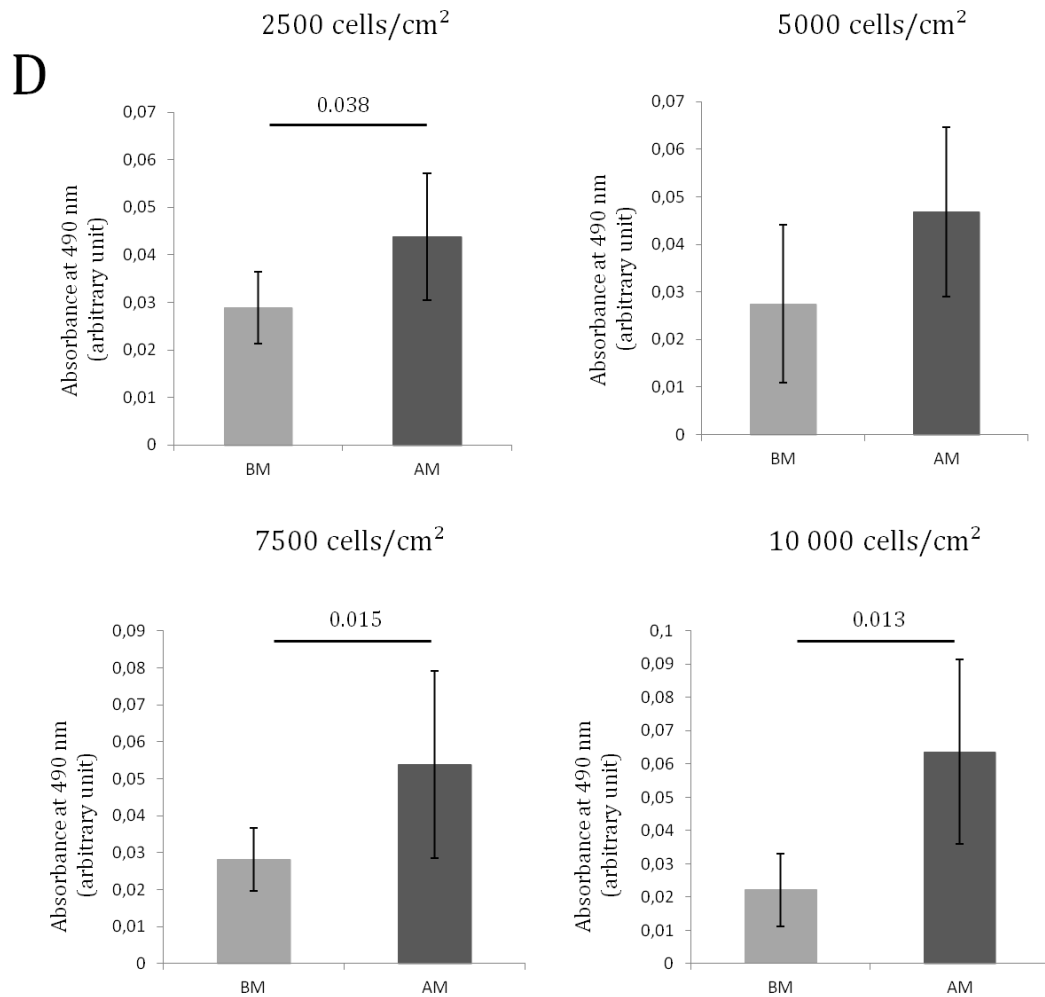 2500 cells/cm²
5000 cells/cm²
D
0.038
Absorbance at 490 nm
(arbitrary unit)
0,07
0,06
0,05
0,04
0,03
0,02
0,01
0
BM
AM
Absorbance at 490 nm
(arbitrary unit)
0,07
0,06
0,05
0,04
0,03
0,02
0,01
0
BM
AM
7500 cells/cm²
10 000 cells/cm²
0.015
Absorbance at 490 nm
(arbitrary unit)
0,09
0,08
0,07
0,06
0,05
0,04
0,03
0,02
0,01
0
BM
AM
0.013
Absorbance at 490 nm
(arbitrary unit)
0,1
0,09
0,08
0,07
0,06
0,05
0,04
0,03
0,02
0,01
0
BM
AM